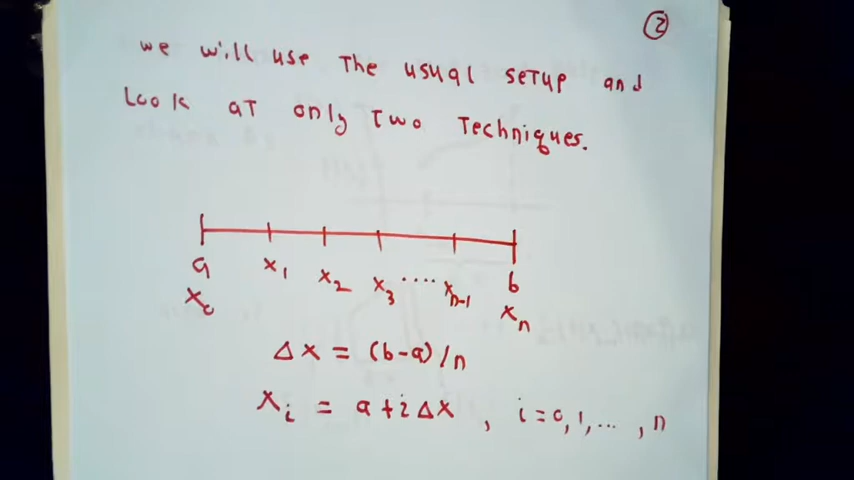 2
we will use The usual seTup and
Look aT only Two Techniques.
a x1 x2 x3 .... xn-1 b
x0 xn
Δx = (b-a)/n
xi = a+iΔx , i=0,1,... ,n